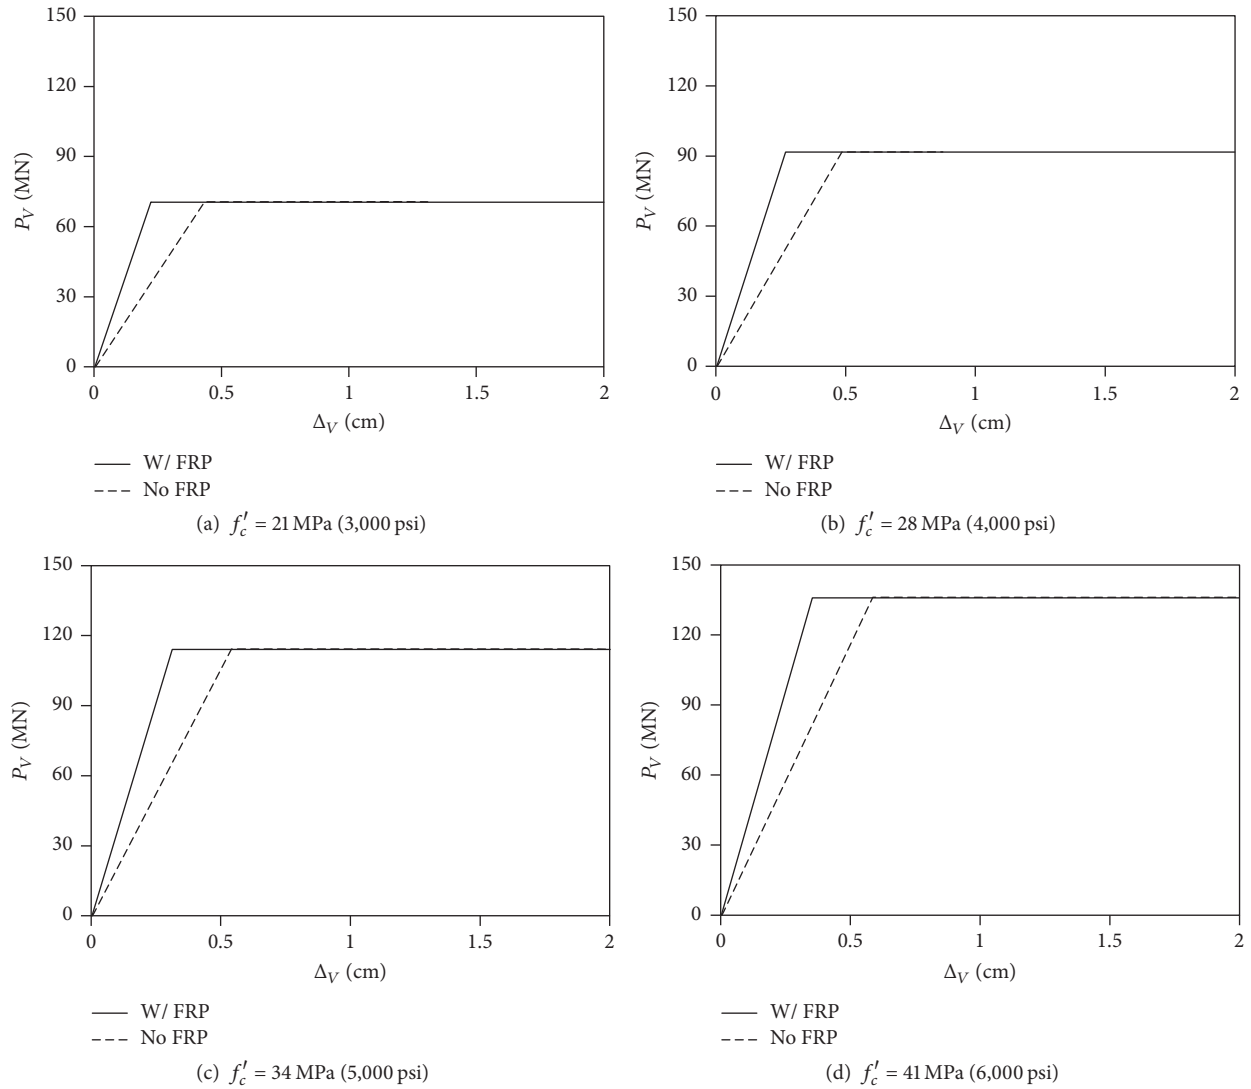 150
120
90
60
30
0
P_V (MN)
0 0.5 1 1.5 2
Δ_V (cm)
W/ FRP
No FRP
(a) f′_c = 21 MPa (3,000 psi)
150
120
90
60
30
0
P_V (MN)
0 0.5 1 1.5 2
Δ_V (cm)
W/ FRP
No FRP
(b) f′_c = 28 MPa (4,000 psi)
150
120
90
60
30
0
P_V (MN)
0 0.5 1 1.5 2
Δ_V (cm)
W/ FRP
No FRP
(c) f′_c = 34 MPa (5,000 psi)
150
120
90
60
30
0
P_V (MN)
0 0.5 1 1.5 2
Δ_V (cm)
W/ FRP
No FRP
(d) f′_c = 41 MPa (6,000 psi)